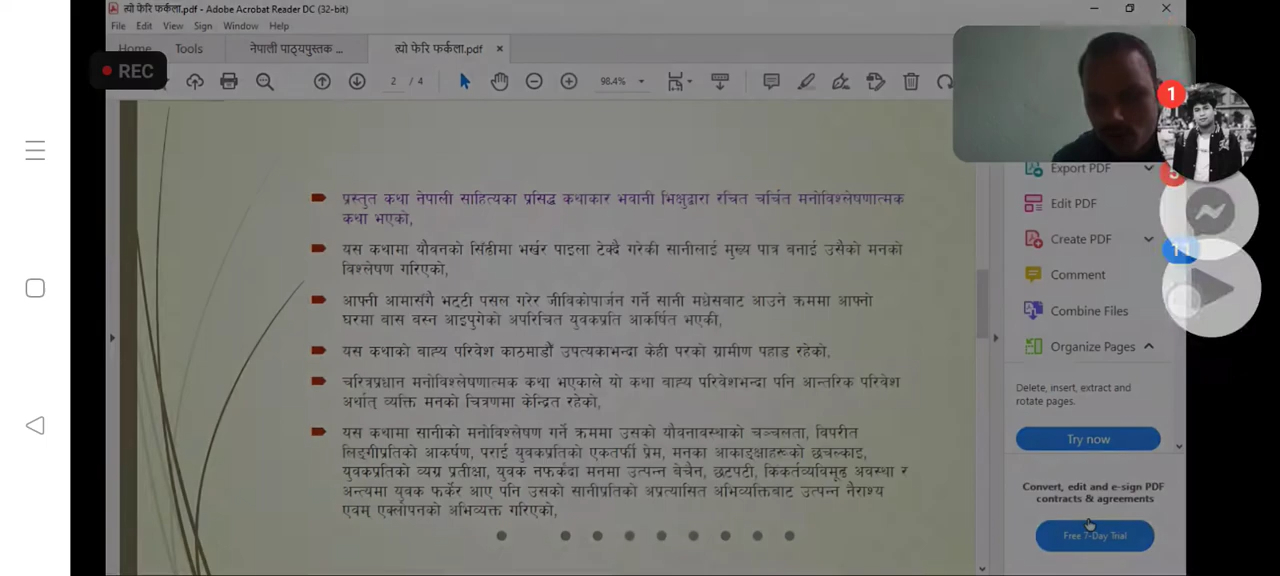 त्यो फेरि फर्कला.pdf - Adobe Acrobat Reader DC (32-bit)
File Edit View Sign Window Help
Home Tools नेपाली पाठ्यपुस्तक ... त्यो फेरि फर्कला.pdf ×
REC
2 / 4 98.4%
1
प्रस्तुत कथा नेपाली साहित्यका प्रसिद्ध कथाकार भवानी भिक्षुद्वारा रचित चर्चित मनोविश्लेषणात्मक
कथा भएको,
यस कथामा यौवनको सिँढीमा भर्खर पाइला टेक्दै गरेकी सानीलाई मुख्य पात्र बनाई उसैको मनको
विश्लेषण गरिएको,
आफ्नी आमासँगै भट्टी पसल गरेर जीविकोपार्जन गर्ने सानी मधेसबाट आउने क्रममा आफ्नो
घरमा बास वस्न आइपुगेको अपरिचित युवकप्रति आकर्षित भएकी,
यस कथाको बाह्य परिवेश काठमाडौँ उपत्यकाभन्दा केही परको ग्रामीण पहाड रहेको,
चरित्रप्रधान मनोविश्लेषणात्मक कथा भएकाले यो कथा बाह्य परिवेशभन्दा पनि आन्तरिक परिवेश
अर्थात् व्यक्ति मनको चित्रणमा केन्द्रित रहेको,
यस कथामा सानीको मनोविश्लेषण गर्ने क्रममा उसको यौवनावस्थाको चञ्चलता, विपरीत
लिङ्गीप्रतिको आकर्षण, पराई युवकप्रतिको एकतर्फी प्रेम, मनका आकाङ्क्षाहरूको छचल्काइ,
युवकप्रतिको व्यग्र प्रतीक्षा, युवक नफर्कदा मनमा उत्पन्न बेचैन, छटपटी, किंकर्तव्यविमूढ अवस्था र
अन्त्यमा युवक फर्केर आए पनि उसको सानीप्रतिको अप्रत्यासित अभिव्यक्तिबाट उत्पन्न नैराश्य
एवम् एक्लोपनको अभिव्यक्त गरिएको,
Export PDF
Edit PDF
Create PDF
Comment
Combine Files
Organize Pages
Delete, insert, extract and
rotate pages.
Try now
Convert, edit and e-sign PDF
contracts & agreements
Free 7-Day Trial